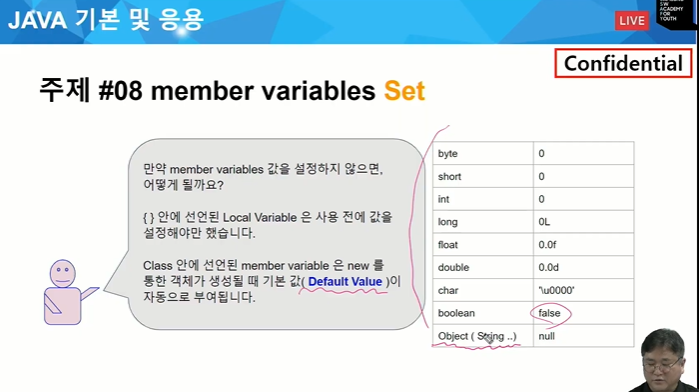 JAVA 기본 및 응용
LIVE
SW ACADEMY
FOR
YOUTH
Confidential
주제 #08 member variables Set
만약 member variables 값을 설정하지 않으면,
어떻게 될까요?
{ } 안에 선언된 Local Variable 은 사용 전에 값을
설정해야만 했습니다.
Class 안에 선언된 member variable 은 new 를
통한 객체가 생성될 때 기본 값( Default Value )이
자동으로 부여됩니다.
byte 0
short 0
int 0
long 0L
float 0.0f
double 0.0d
char '\u0000'
boolean false
Object ( String ..) null